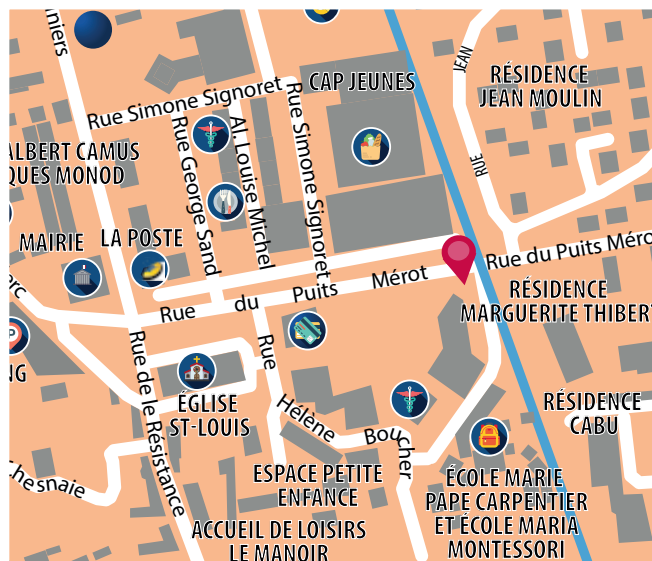 niers
CAP JEUNES
JEAN
RÉSIDENCE
JEAN MOULIN
Rue Simone Signoret
Rue Simone Signoret
Rue George Sand
Al. Louise Michel
RUE
ALBERT CAMUS
QUES MONOD
MAIRIE
LA POSTE
erc
Rue du Puits Mérot
Rue du Puits Méro
RÉSIDENCE
MARGUERITE THIBERT
P
NG
Rue de le Résistance
ÉGLISE
ST-LOUIS
Rue Hélène Boucher
RÉSIDENCE
CABU
Chesnaie
ESPACE PETITE
ENFANCE
ACCUEIL DE LOISIRS
LE MANOIR
ÉCOLE MARIE
PAPE CARPENTIER
ET ÉCOLE MARIA
MONTESSORI